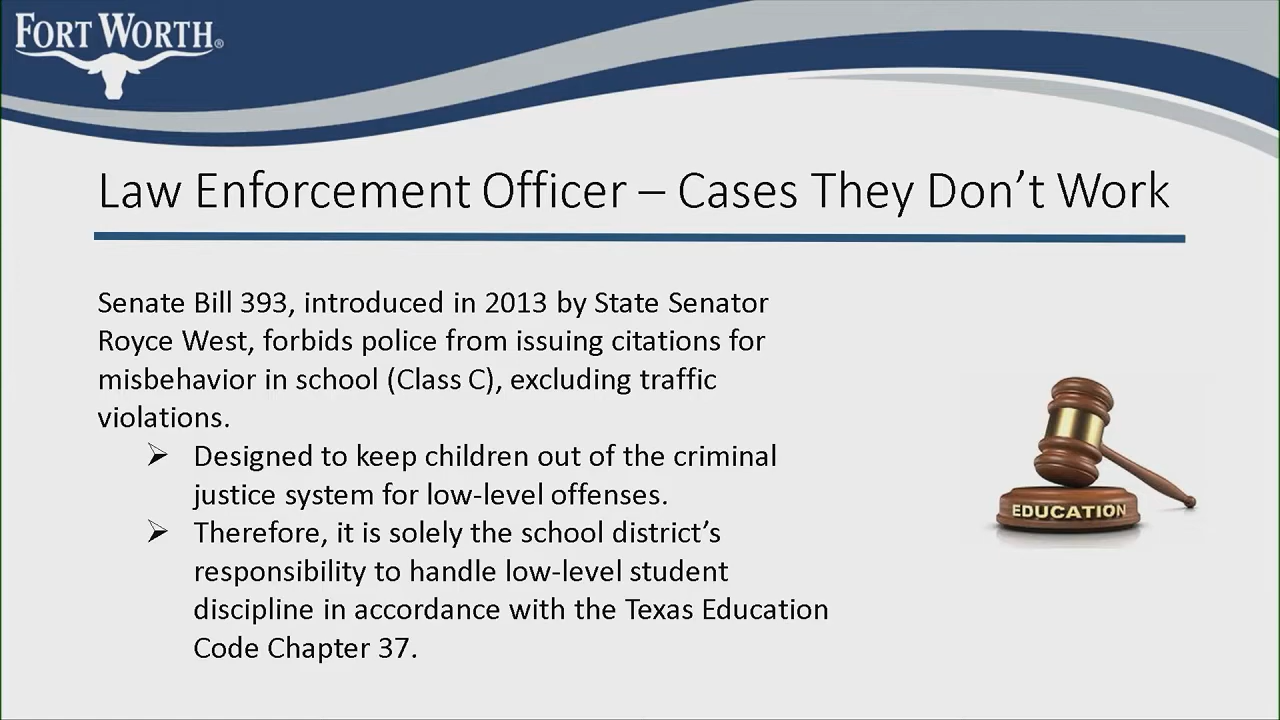 FORT WORTH®
Law Enforcement Officer – Cases They Don't Work
Senate Bill 393, introduced in 2013 by State Senator
Royce West, forbids police from issuing citations for
misbehavior in school (Class C), excluding traffic
violations.
➢ Designed to keep children out of the criminal
justice system for low-level offenses.
➢ Therefore, it is solely the school district's
responsibility to handle low-level student
discipline in accordance with the Texas Education
Code Chapter 37.
EDUCATION